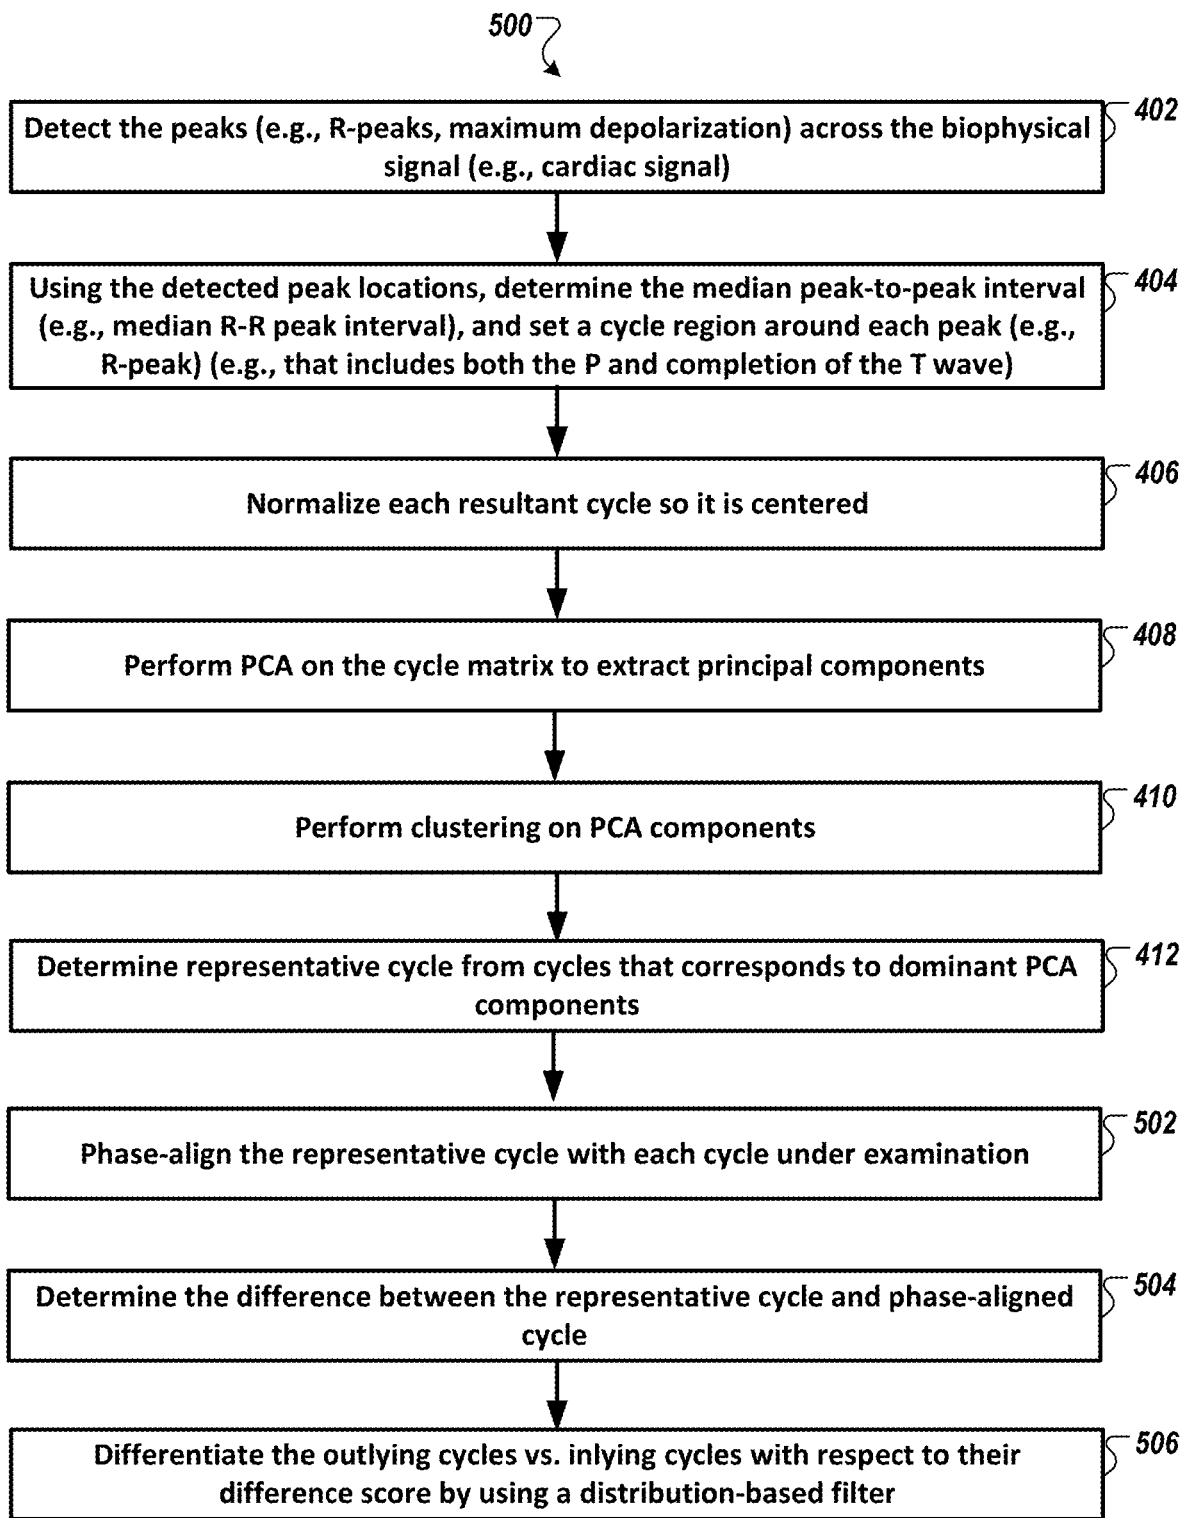 500
Detect the peaks (e.g., R-peaks, maximum depolarization) across the biophysical
signal (e.g., cardiac signal)
402
Using the detected peak locations, determine the median peak-to-peak interval
(e.g., median R-R peak interval), and set a cycle region around each peak (e.g.,
R-peak) (e.g., that includes both the P and completion of the T wave)
404
Normalize each resultant cycle so it is centered
406
Perform PCA on the cycle matrix to extract principal components
408
Perform clustering on PCA components
410
Determine representative cycle from cycles that corresponds to dominant PCA
components
412
Phase-align the representative cycle with each cycle under examination
502
Determine the difference between the representative cycle and phase-aligned
cycle
504
Differentiate the outlying cycles vs. inlying cycles with respect to their
difference score by using a distribution-based filter
506